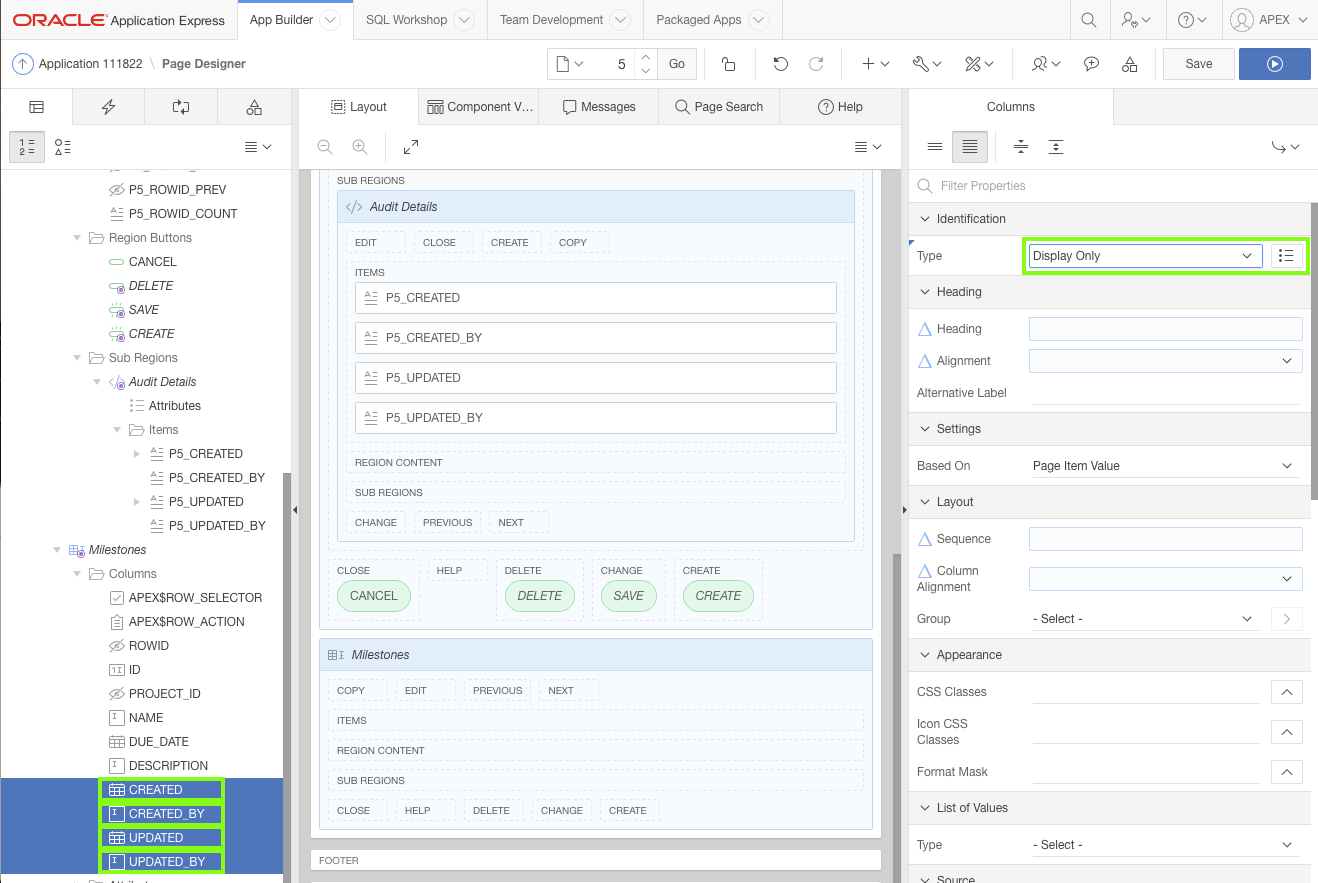 ORACLE Application Express
App Builder
SQL Workshop
Team Development
Packaged Apps
APEX
Application 111822 \ Page Designer
5
Go
Save
Layout
Component V...
Messages
Page Search
Help
Columns
P5_ROWID_PREV
P5_ROWID_COUNT
Region Buttons
CANCEL
DELETE
SAVE
CREATE
Sub Regions
Audit Details
Attributes
Items
P5_CREATED
P5_CREATED_BY
P5_UPDATED
P5_UPDATED_BY
Milestones
Columns
APEX$ROW_SELECTOR
APEX$ROW_ACTION
ROWID
ID
PROJECT_ID
NAME
DUE_DATE
DESCRIPTION
CREATED
CREATED_BY
UPDATED
UPDATED_BY
SUB REGIONS
Audit Details
EDIT
CLOSE
CREATE
COPY
ITEMS
P5_CREATED
P5_CREATED_BY
P5_UPDATED
P5_UPDATED_BY
REGION CONTENT
SUB REGIONS
CHANGE
PREVIOUS
NEXT
CLOSE
HELP
DELETE
CHANGE
CREATE
CANCEL
DELETE
SAVE
CREATE
Milestones
COPY
EDIT
PREVIOUS
NEXT
ITEMS
REGION CONTENT
SUB REGIONS
CLOSE
HELP
DELETE
CHANGE
CREATE
FOOTER
Filter Properties
Identification
Type
Display Only
Heading
Heading
Alignment
Alternative Label
Settings
Based On
Page Item Value
Layout
Sequence
Column
Alignment
Group
- Select -
Appearance
CSS Classes
Icon CSS
Classes
Format Mask
List of Values
Type
- Select -
Source